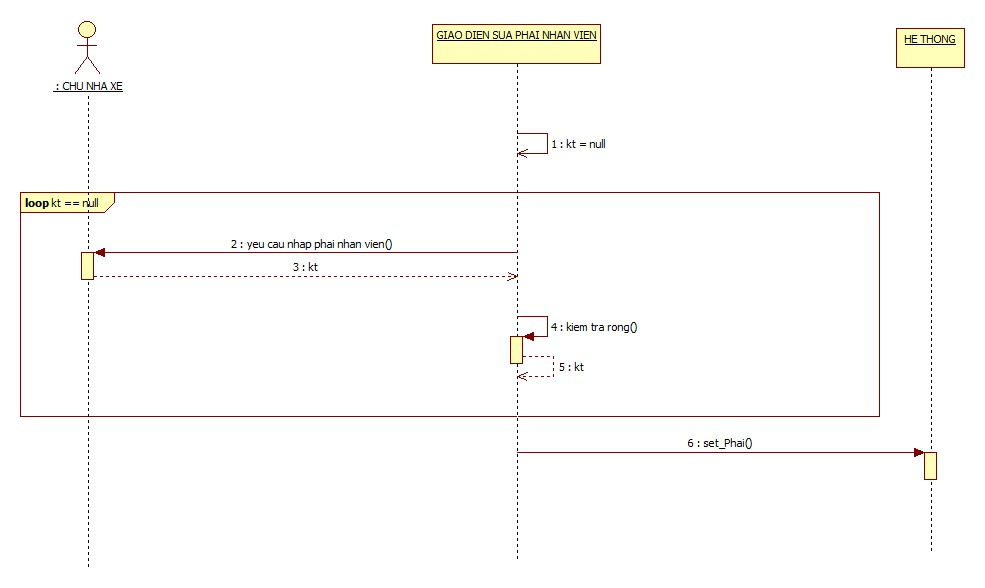 GIAO DIEN SUA PHAI NHAN VIEN
HE THONG
: CHU NHA XE
1 : kt = null
loop kt == null
2 : yeu cau nhap phai nhan vien()
3 : kt
4 : kiem tra rong()
5 : kt
6 : set_Phai()